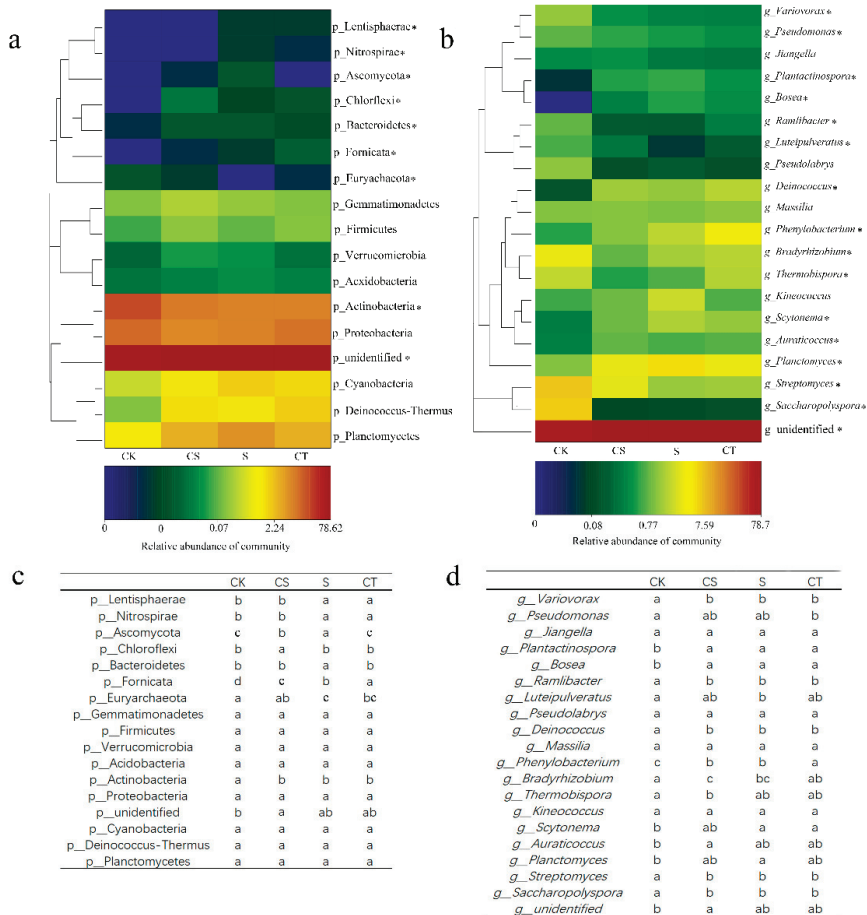 a
p_Lentisphaerae*
p_Nitrospirae*
p_Ascomycota*
p_Chlorflexi*
p_Bacteroidetes*
p_Fornicata*
p_Euryachacota*
p_Gemmatimonadetes
p_Firmicutes
p_Verrucomicrobia
p_Acxidobacteria
p_Actinobacteria*
p_Proteobacteria
p_unidentified*
p_Cyanobacteria
p_Deinococcus-Thermus
p_Planctomycetes
CK CS S CT
0 0 0.07 2.24 78.62
Relative abundance of community
b
g_Variovorax*
g_Pseudomonas*
g_Jiangella
g_Plantactinospora*
g_Bosea*
g_Ramlibacter*
g_Luteipulveratus*
g_Pseudolabrys
g_Deinococcus*
g_Massilia
g_Phenylobacterium*
g_Bradyrhizobium*
g_Thermobispora*
g_Kineococcus
g_Scytonema*
g_Auraticoccus*
g_Planctomyces*
g_Streptomyces*
g_Saccharopolyspora*
g unidentified*
CK CS S CT
0 0.08 0.77 7.59 78.7
Relative abundance of community
c
CK CS S CT
p__Lentisphaerae b b a a
p__Nitrospirae b b a a
p__Ascomycota c b a c
p__Chloroflexi b a b b
p__Bacteroidetes b b a b
p__Fornicata d c b a
p__Euryarchaeota a ab c bc
p__Gemmatimonadetes a a a a
p__Firmicutes a a a a
p__Verrucomicrobia a a a a
p__Acidobacteria a a a a
p__Actinobacteria a b b b
p__Proteobacteria a a a a
p__unidentified b a ab ab
p__Cyanobacteria a a a a
p__Deinococcus-Thermus a a a a
p__Planctomycetes a a a a
d
CK CS S CT
g__Variovorax a b b b
g__Pseudomonas a ab ab b
g__Jiangella a a a a
g__Plantactinospora b a a a
g__Bosea b a a a
g__Ramlibacter a b b b
g__Luteipulveratus a ab b ab
g__Pseudolabrys a a a a
g__Deinococcus a b b b
g__Massilia a a a a
g__Phenylobacterium c b b a
g__Bradyrhizobium a c bc ab
g__Thermobispora a b ab ab
g__Kineococcus a a a a
g__Scytonema b ab a a
g__Auraticoccus b a ab ab
g__Planctomyces b ab a ab
g__Streptomyces a b b b
g__Saccharopolyspora a b b b
g__unidentified b a ab ab